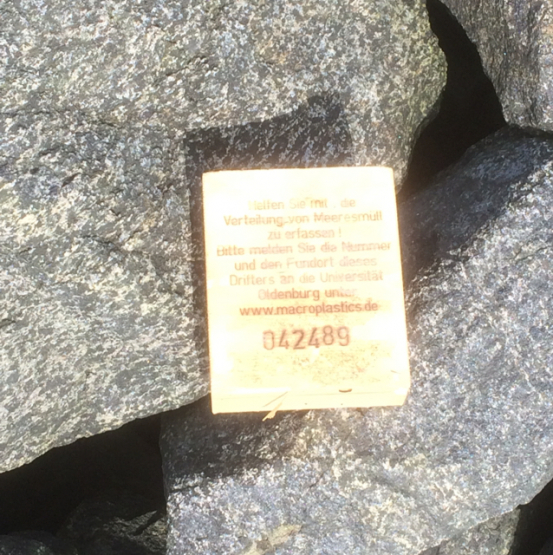 Helfen Sie mit, die
Verteilung von Meeresmüll
zu erfassen!
Bitte melden Sie die Nummer
und den Fundort dieses
Drifters an die Universität
Oldenburg unter
www.macroplastics.de
042489